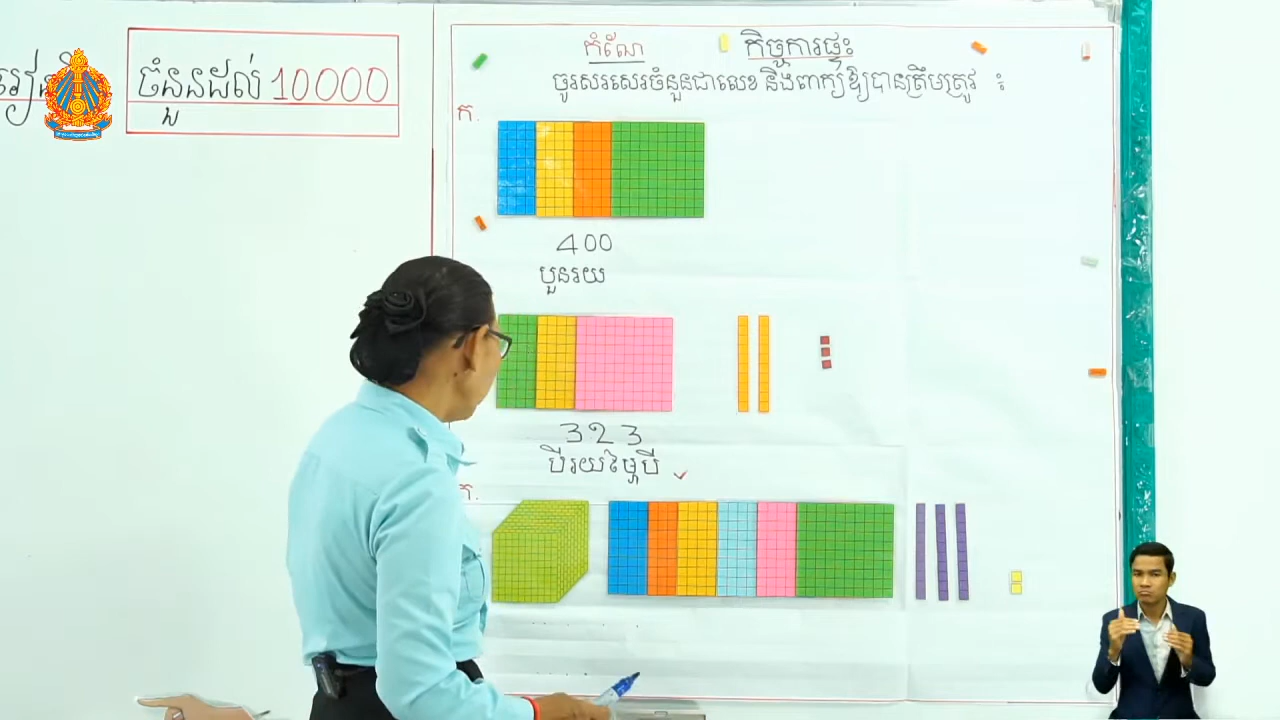 ចំនួនដល់ 10000
កំណែ កិច្ចការផ្ទះ
ចូរសរសេរចំនួនជាលេខ និងពាក្យឱ្យបានត្រឹមត្រូវ ៖
ក.
400
បួនរយ
323
បីរយម្ភៃបី
គ.